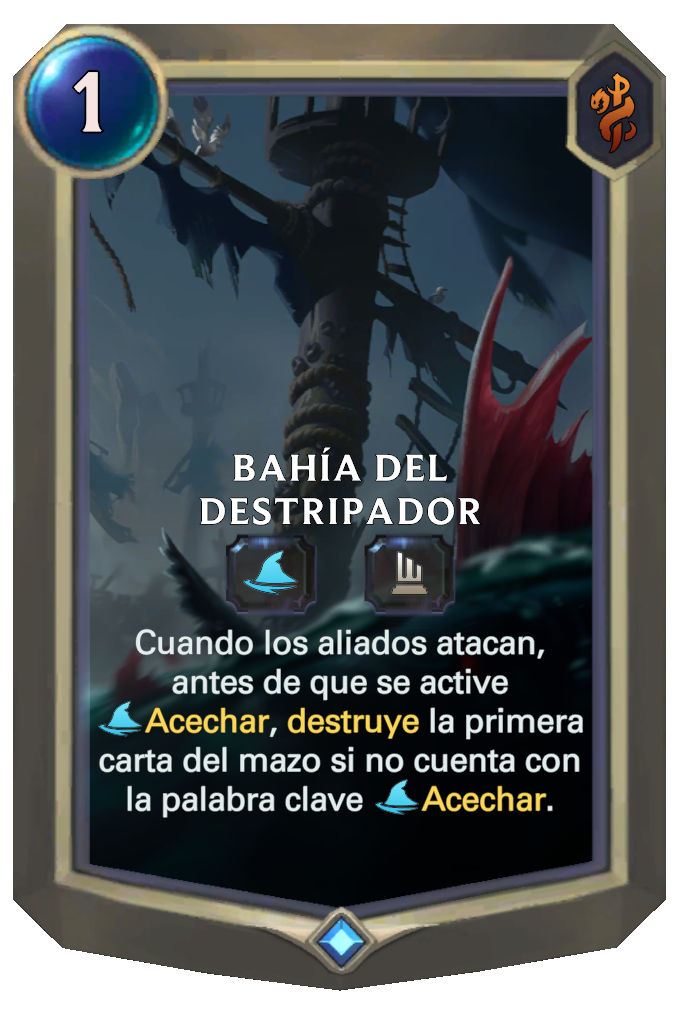 1
BAHÍA DEL
DESTRIPADOR
Cuando los aliados atacan,
antes de que se active
Acechar, destruye la primera
carta del mazo si no cuenta con
la palabra clave Acechar.